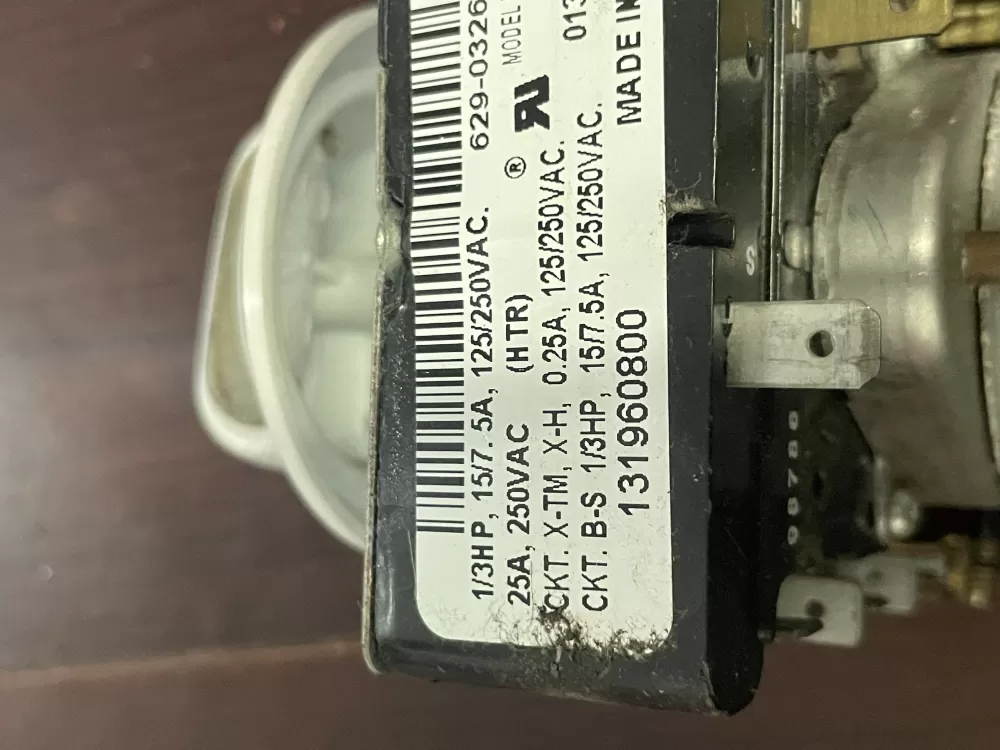 629-0326
MODEL
1/3HP, 15/7.5A, 125/250VAC.
25A, 250VAC (HTR) ®
CKT. X-TM, X-H, 0.25A, 125/250VAC. 013
CKT. B-S 1/3HP, 15/7.5A, 125/250VAC.
131960800 MADE IN
S